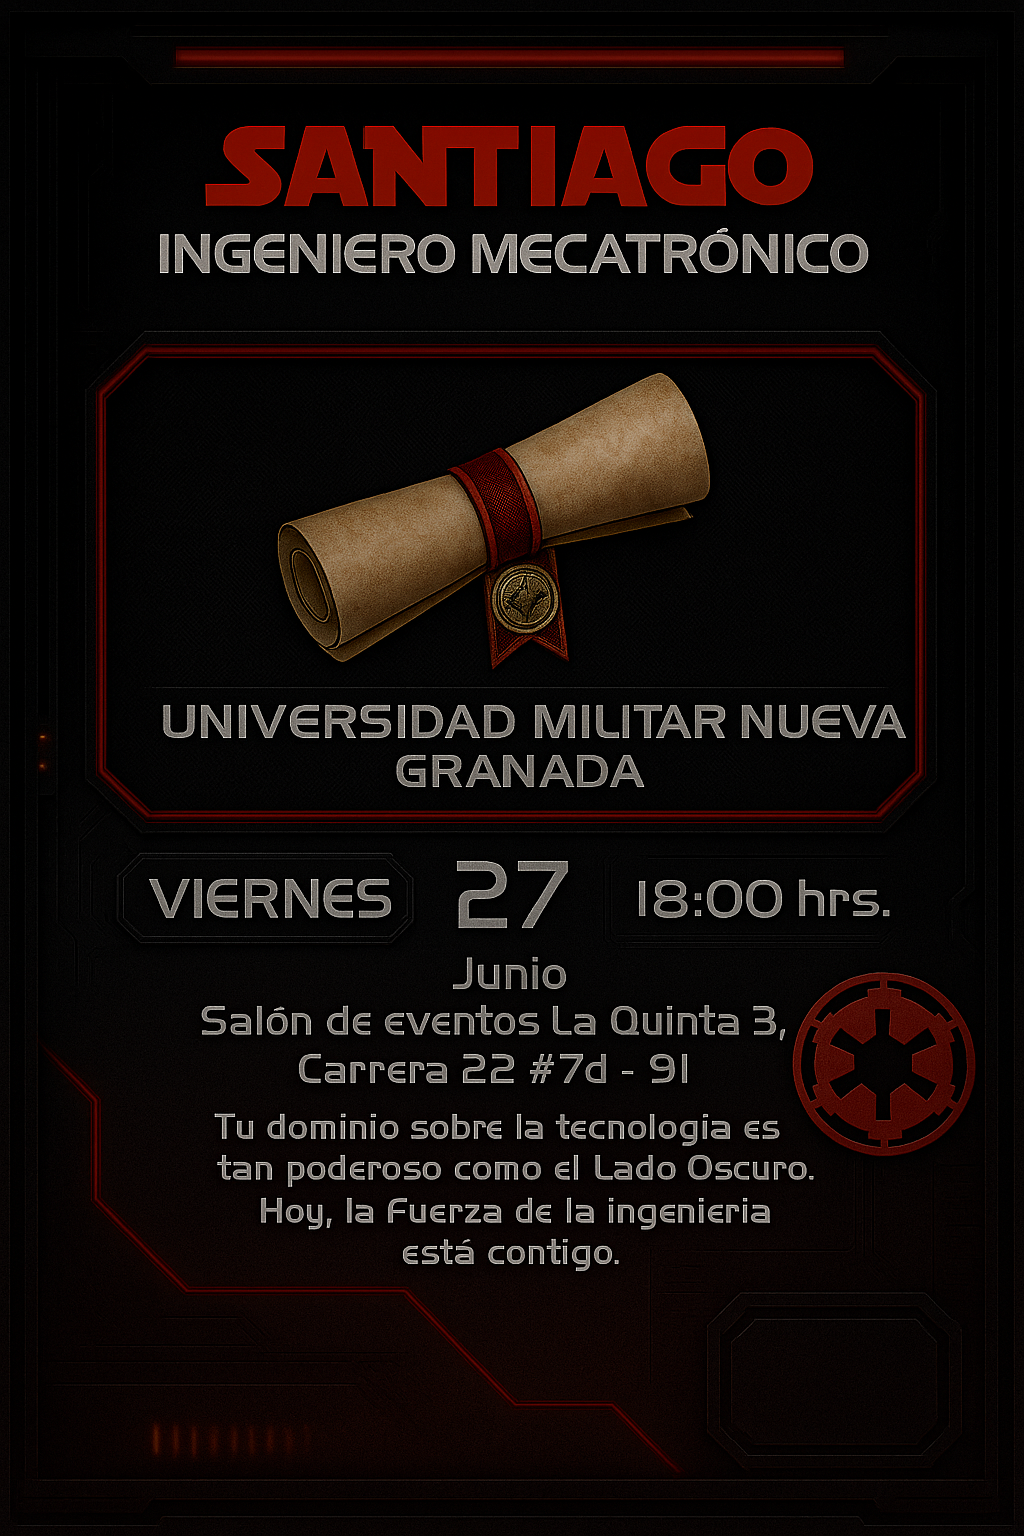 SANTIAGO
INGENIERO MECATRÓNICO
UNIVERSIDAD MILITAR NUEVA
GRANADA
VIERNES 27 18:00 hrs.
Junio
Salón de eventos La Quinta 3,
Carrera 22 #7d - 91
Tu dominio sobre la tecnologia es
tan poderoso como el Lado Oscuro.
Hoy, la Fuerza de la ingenieria
está contigo.